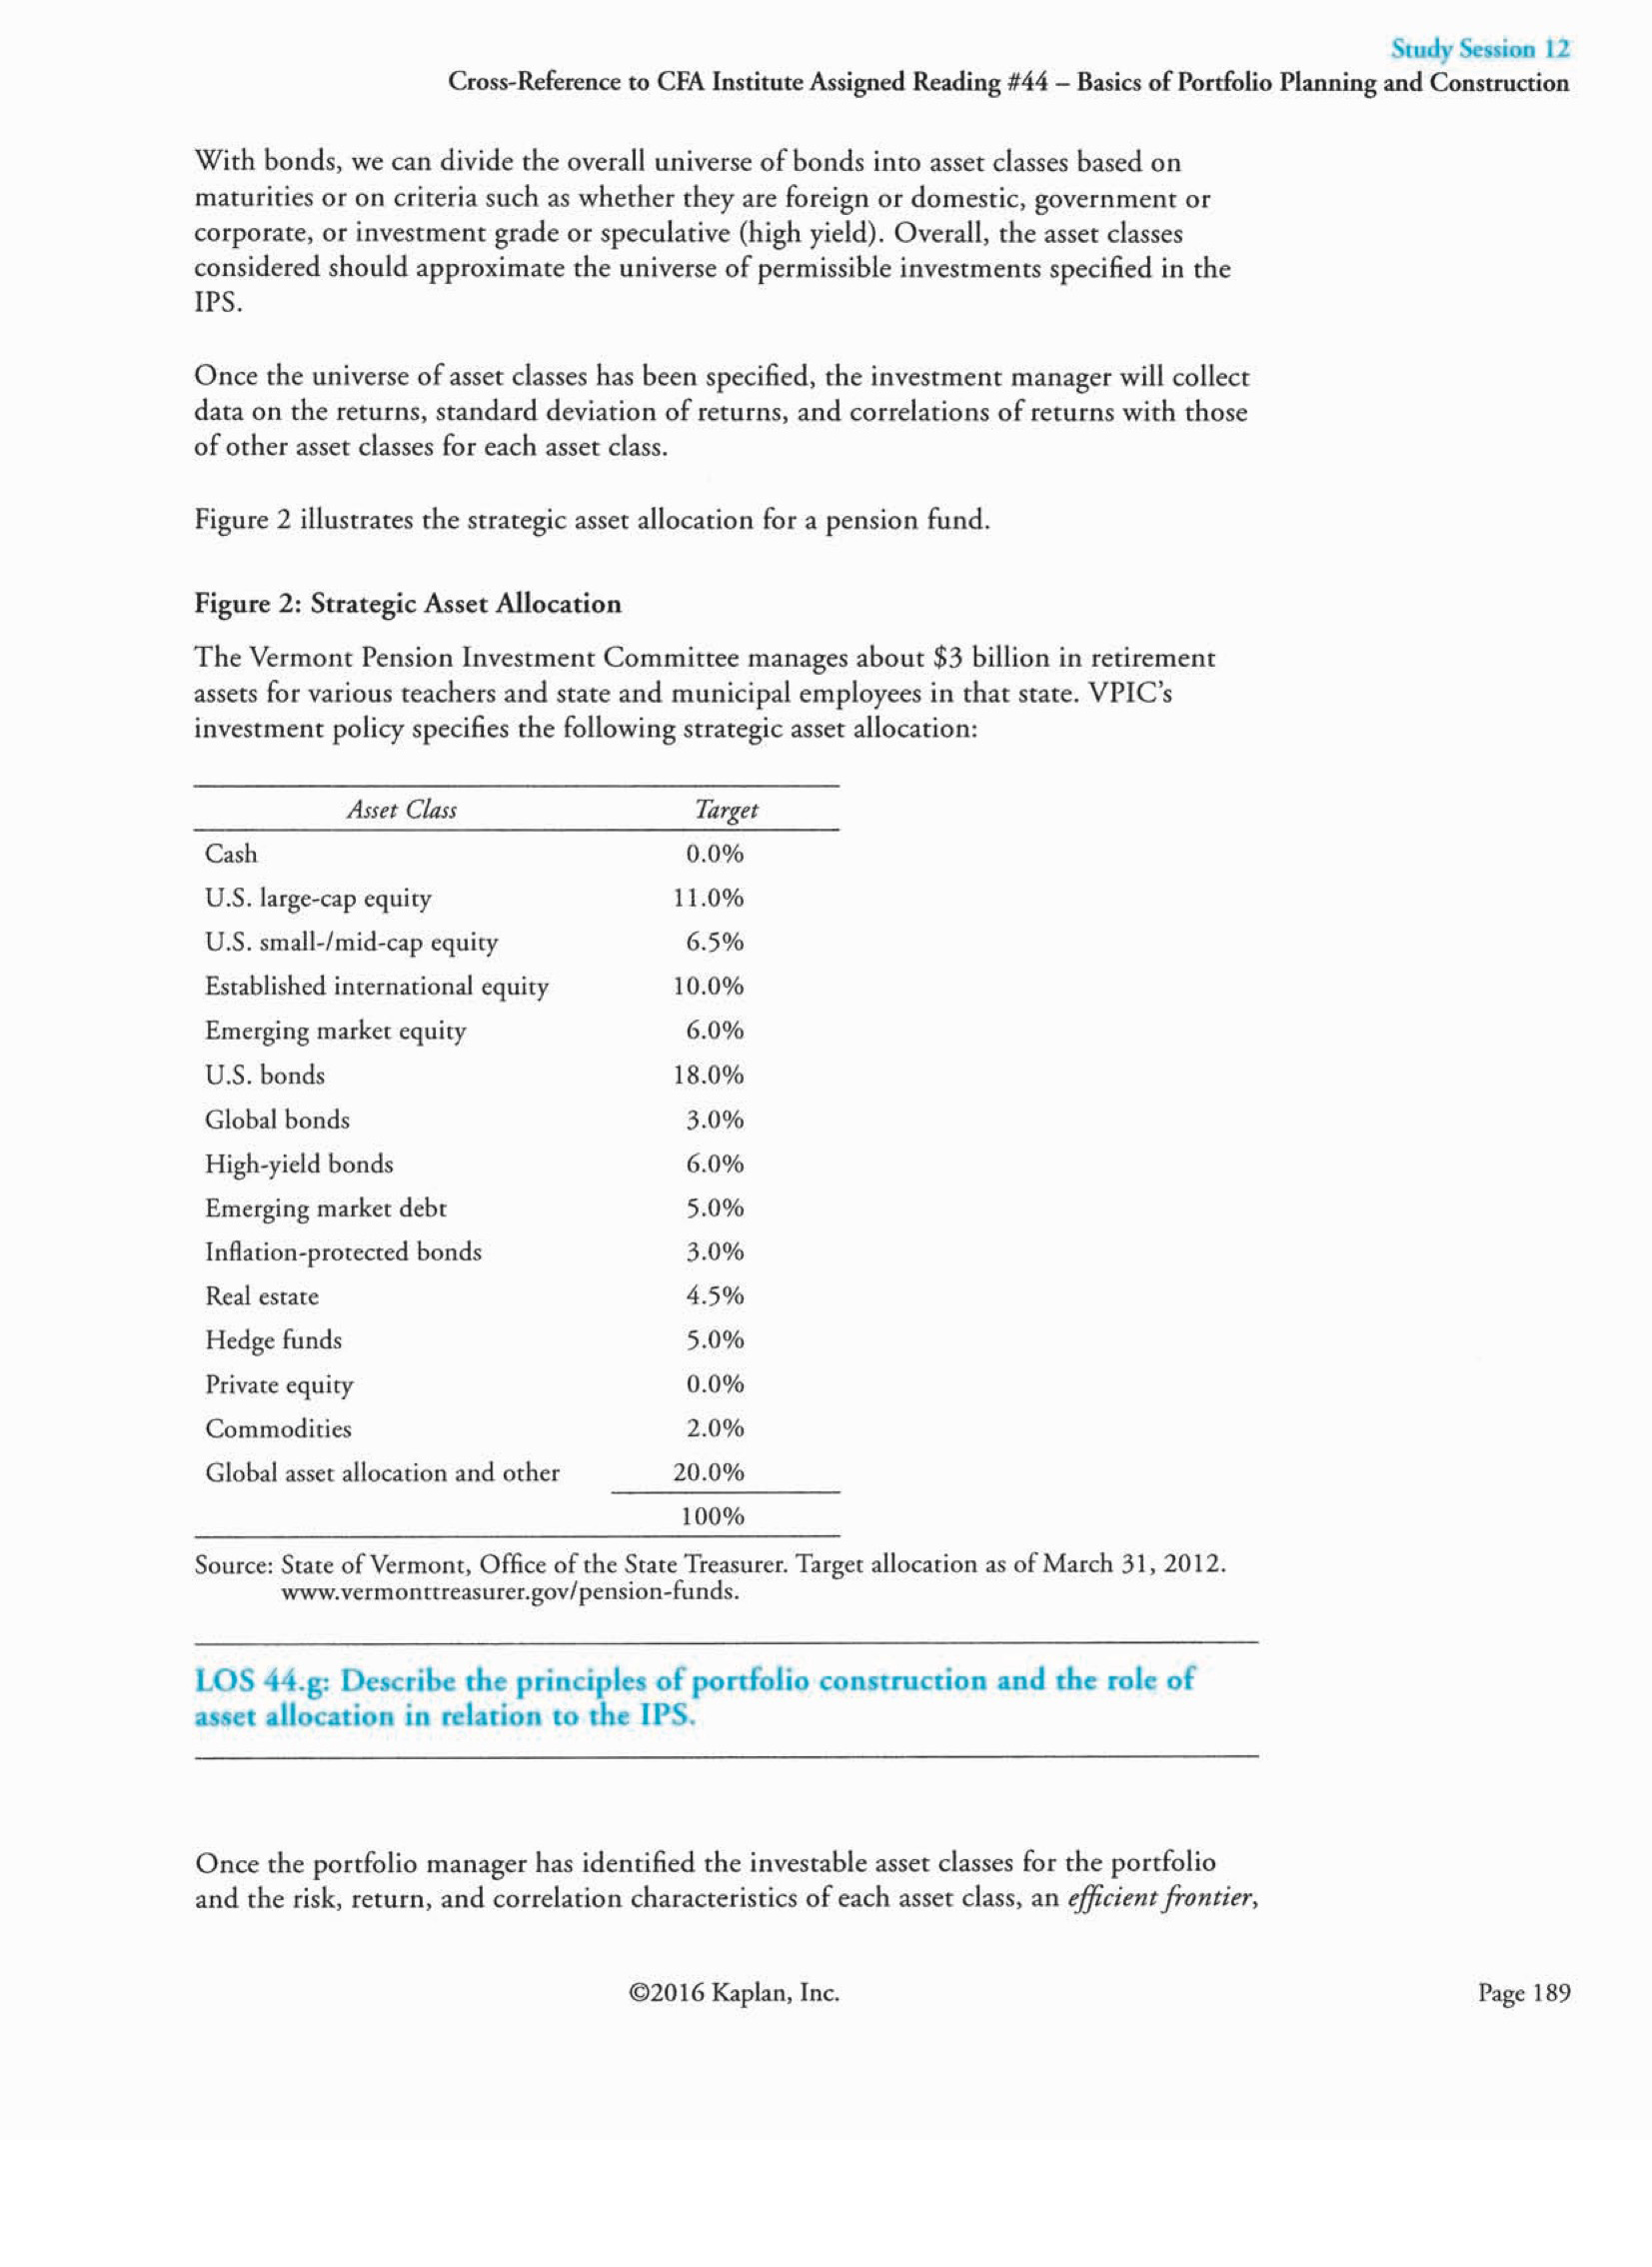 Study Session 12
Cross-Reference to CFA Institute Assigned Reading #44 – Basics of Portfolio Planning and Construction
With bonds, we can divide the overall universe of bonds into asset classes based on
maturities or on criteria such as whether they are foreign or domestic, government or
corporate, or investment grade or speculative (high yield). Overall, the asset classes
considered should approximate the universe of permissible investments specified in the
IPS.
Once the universe of asset classes has been specified, the investment manager will collect
data on the returns, standard deviation of returns, and correlations of returns with those
of other asset classes for each asset class.
Figure 2 illustrates the strategic asset allocation for a pension fund.
Figure 2: Strategic Asset Allocation
The Vermont Pension Investment Committee manages about $3 billion in retirement
assets for various teachers and state and municipal employees in that state. VPIC's
investment policy specifies the following strategic asset allocation:
Asset Class Target
Cash 0.0%
U.S. large-cap equity 11.0%
U.S. small-/mid-cap equity 6.5%
Established international equity 10.0%
Emerging market equity 6.0%
U.S. bonds 18.0%
Global bonds 3.0%
High-yield bonds 6.0%
Emerging market debt 5.0%
Inflation-protected bonds 3.0%
Real estate 4.5%
Hedge funds 5.0%
Private equity 0.0%
Commodities 2.0%
Global asset allocation and other 20.0%
100%
Source: State of Vermont, Office of the State Treasurer. Target allocation as of March 31, 2012.
www.vermonttreasurer.gov/pension-funds.
LOS 44.g: Describe the principles of portfolio construction and the role of
asset allocation in relation to the IPS.
Once the portfolio manager has identified the investable asset classes for the portfolio
and the risk, return, and correlation characteristics of each asset class, an efficient frontier,
©2016 Kaplan, Inc.
Page 189